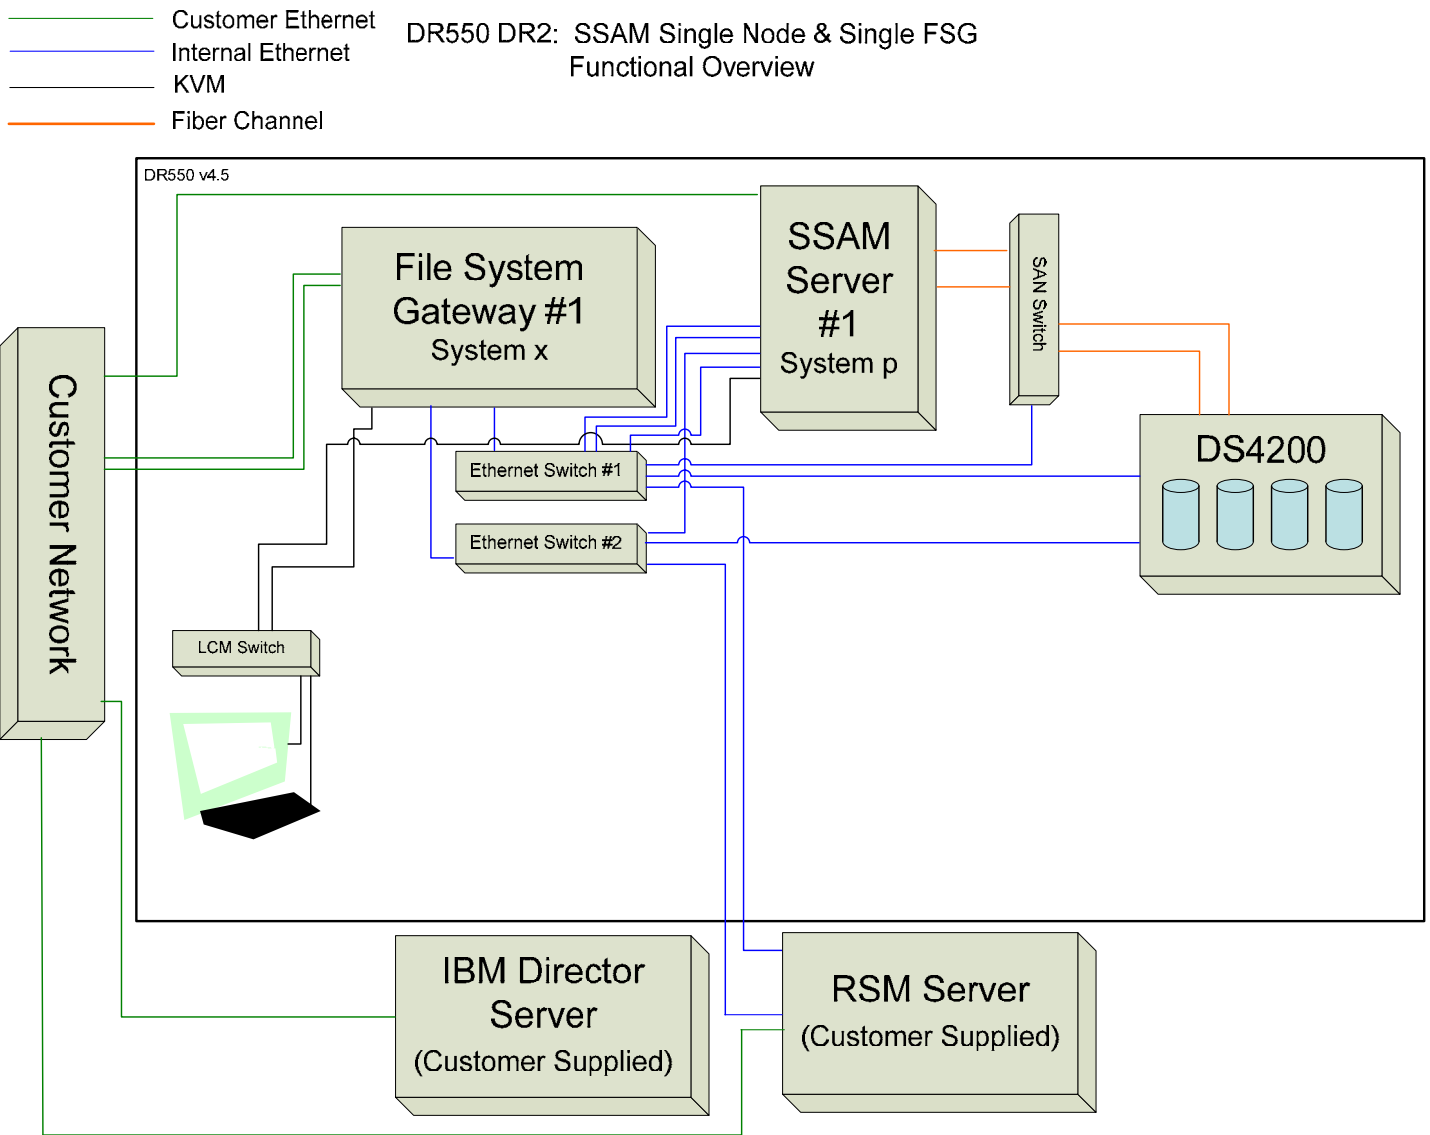 Customer Ethernet
Internal Ethernet
KVM
Fiber Channel
DR550 DR2: SSAM Single Node & Single FSG
Functional Overview
DR550 v4.5
File System
Gateway #1
System x
SSAM
Server
#1
System p
SAN Switch
Customer Network
Ethernet Switch #1
Ethernet Switch #2
DS4200
LCM Switch
IBM Director
Server
(Customer Supplied)
RSM Server
(Customer Supplied)